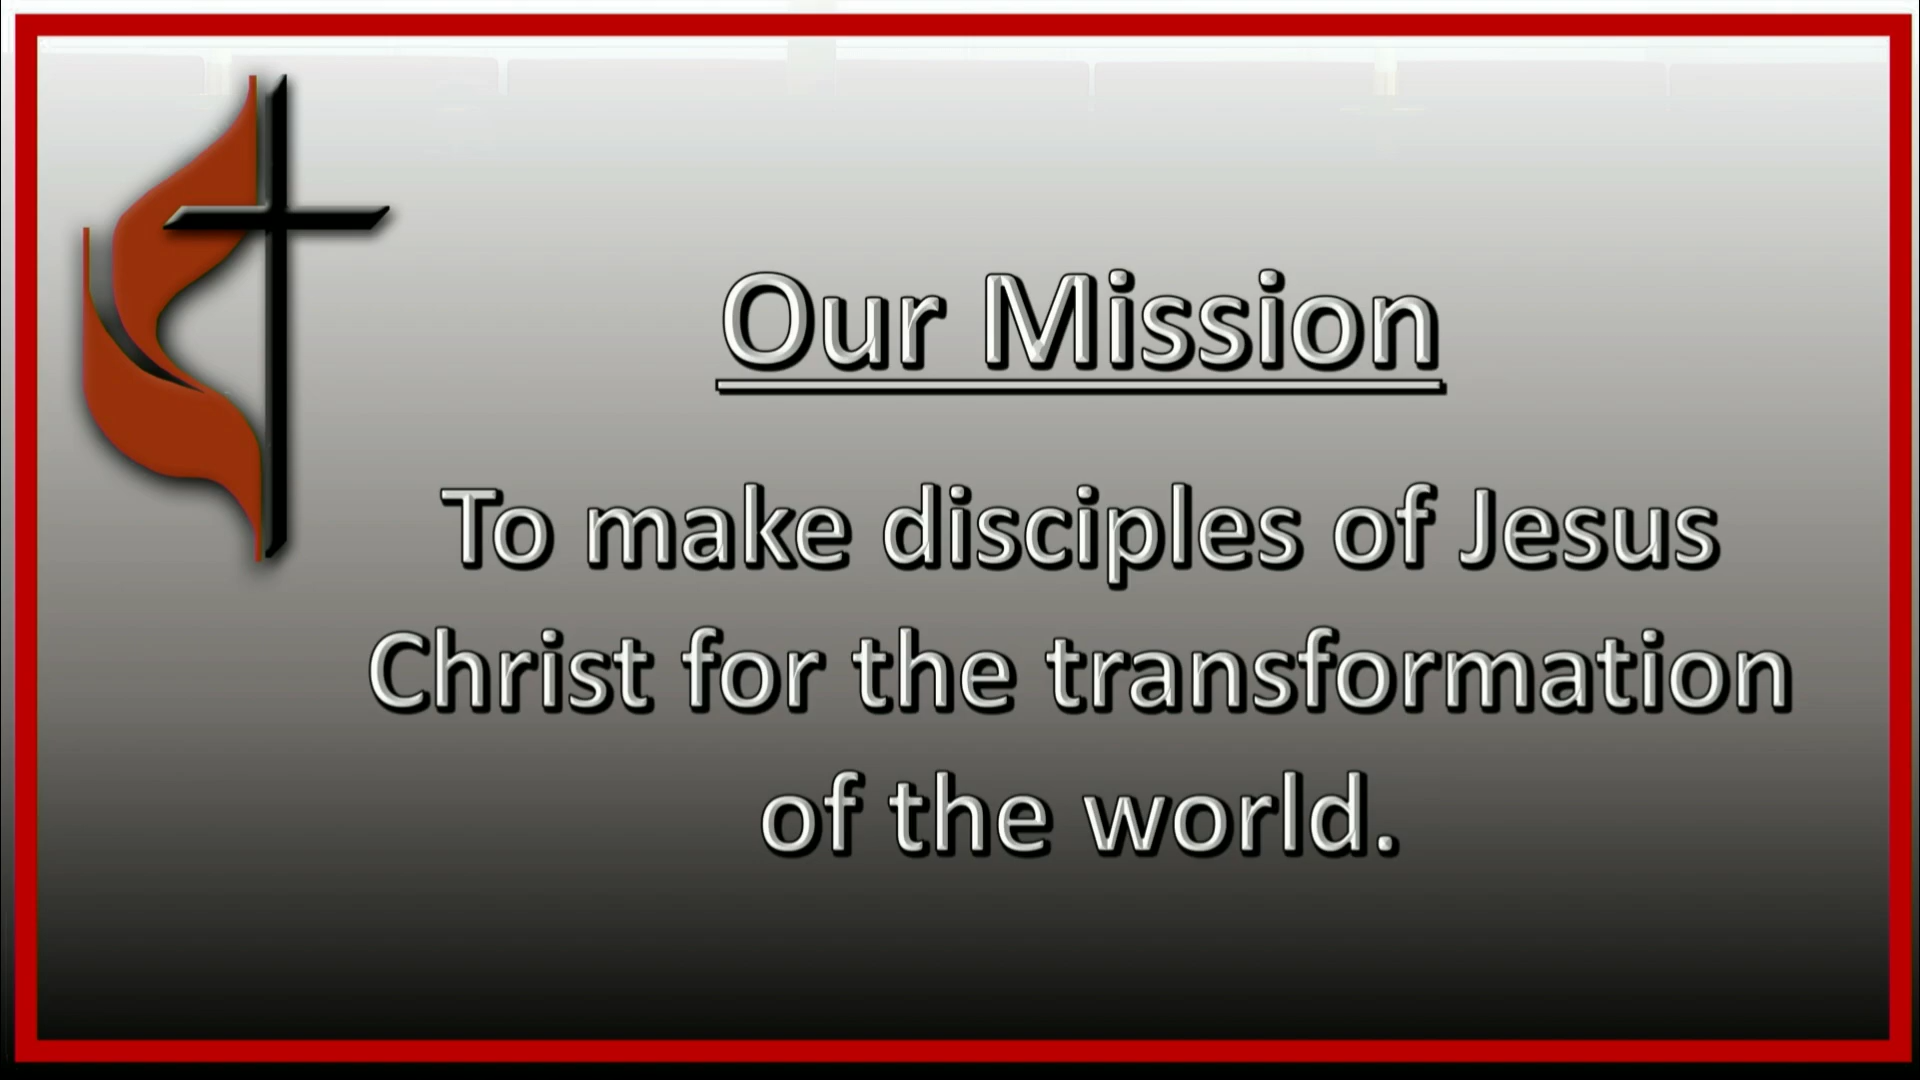 Our Mission
To make disciples of Jesus
Christ for the transformation
of the world.